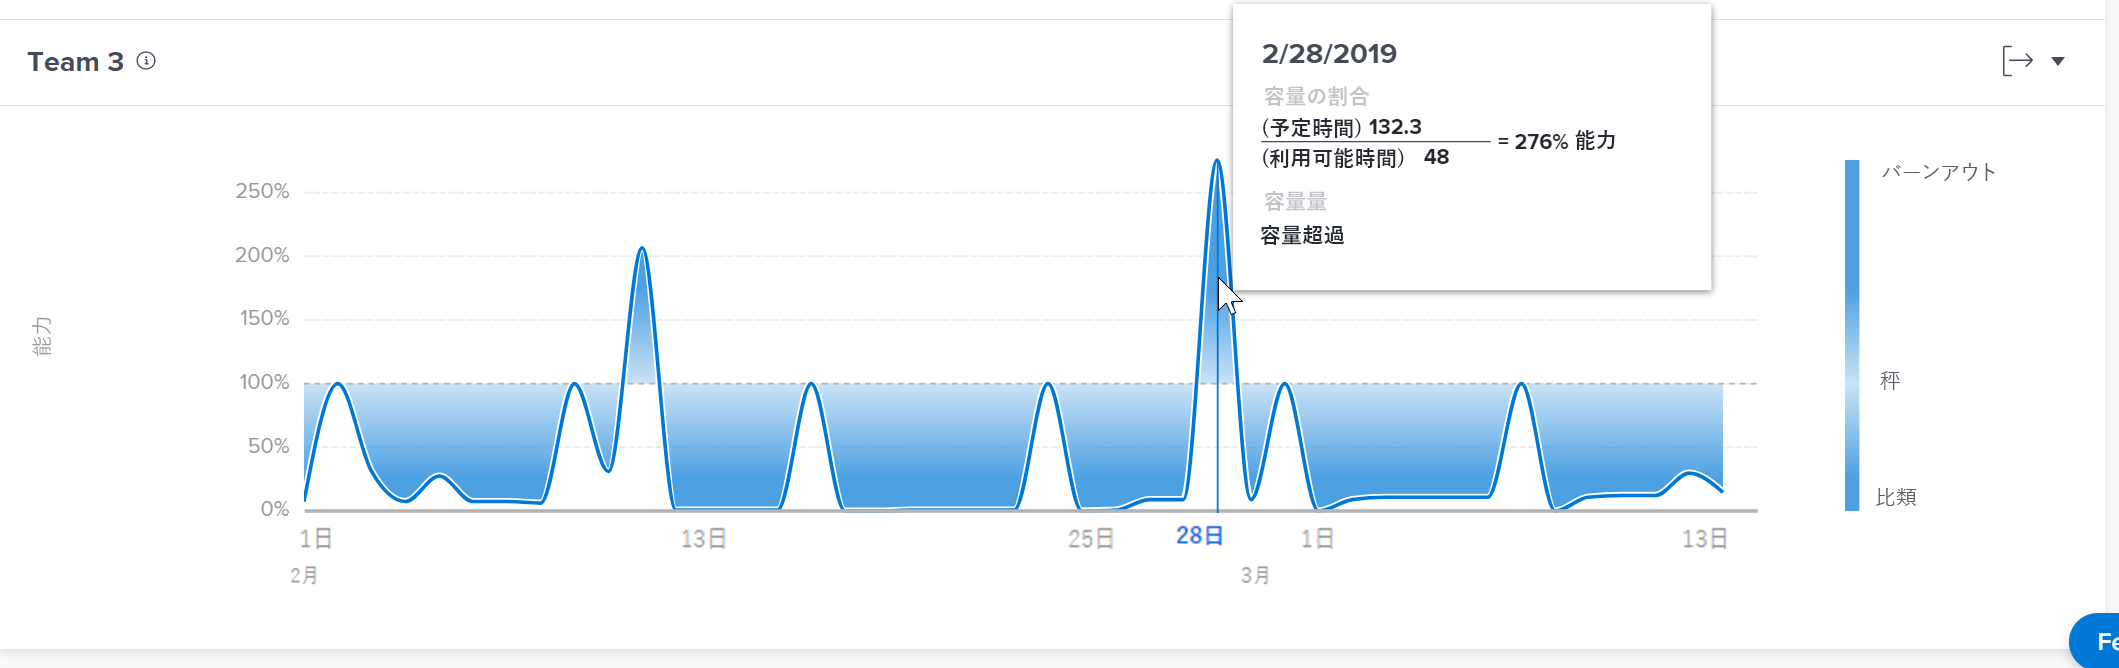 Team 3
2/28/2019
容量の割合
(予定時間) 132.3
(利用可能時間) 48
= 276% 能力
容量量
容量超過
能力
250%
200%
150%
100%
50%
0%
1日
13日
25日
28日
1日
13日
2月
3月
バーンアウト
秤
比類
Fe